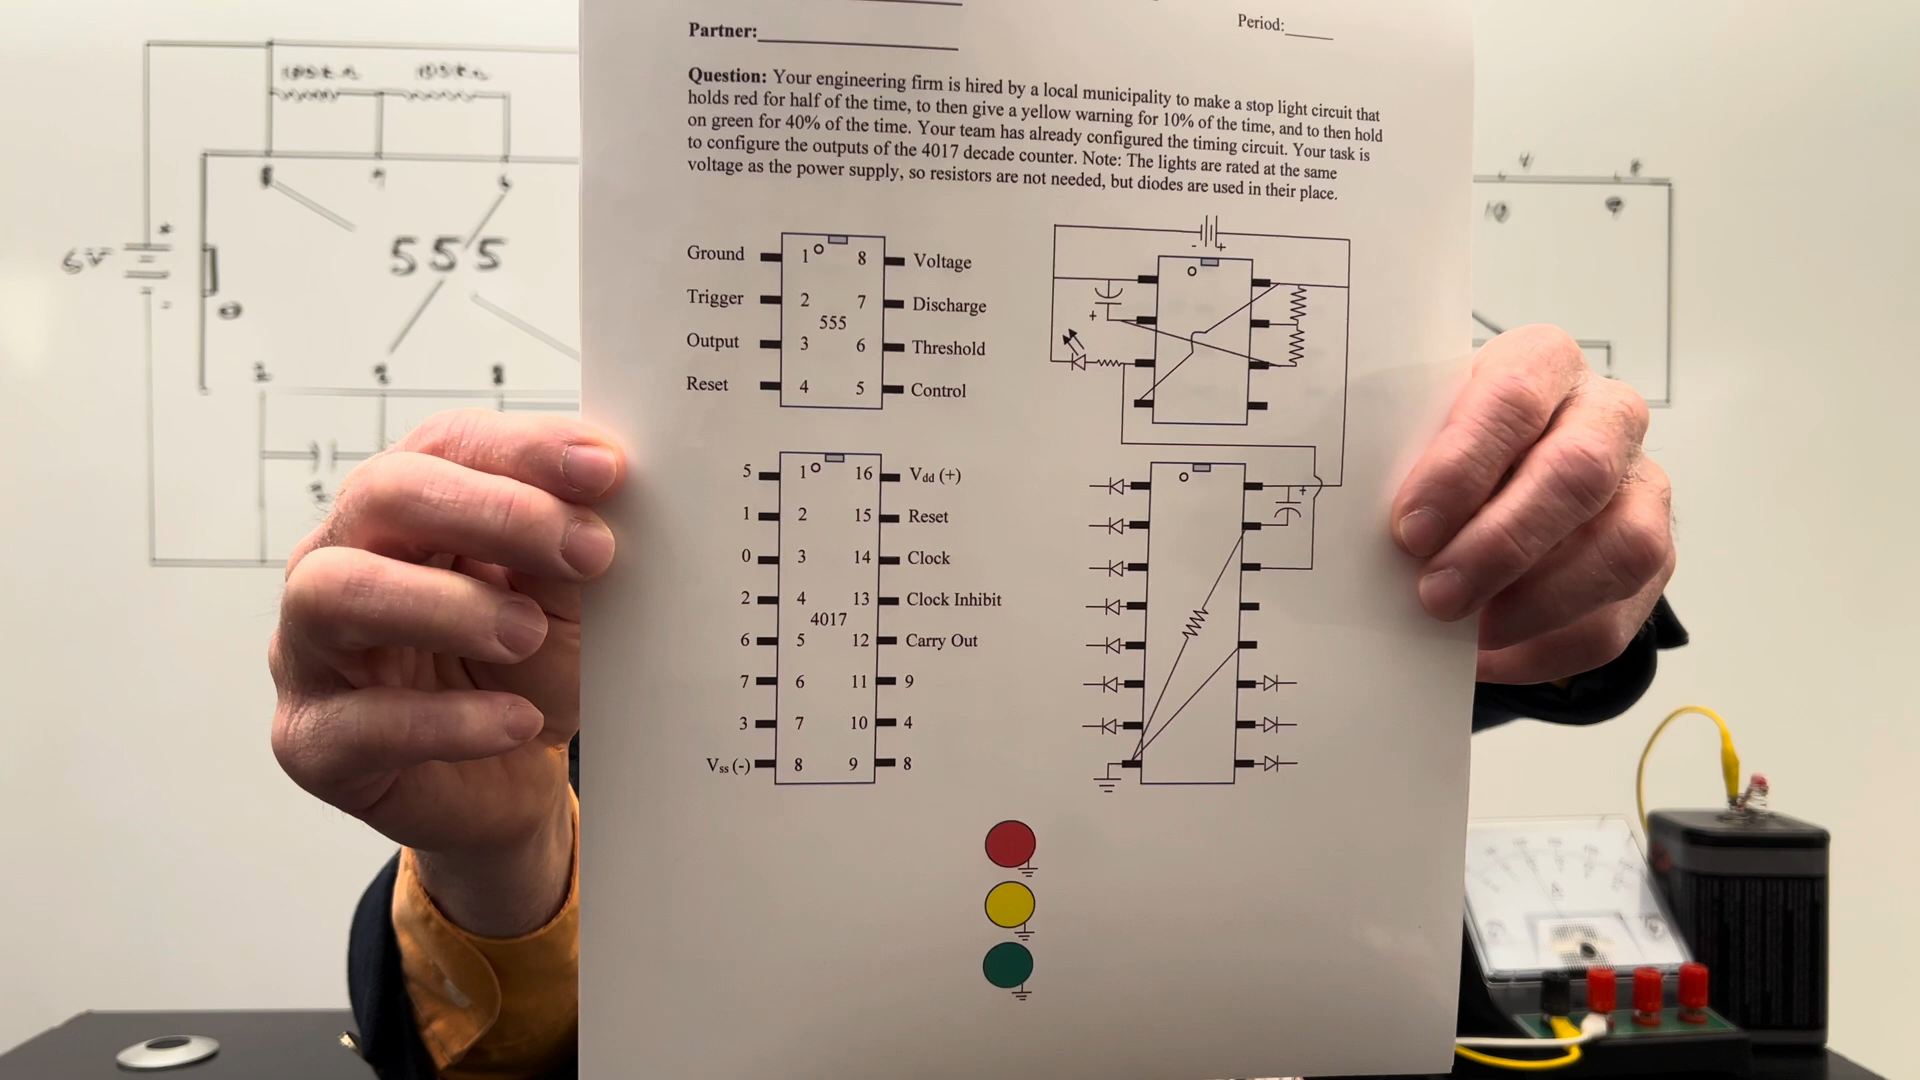 Partner:
Period:
Question: Your engineering firm is hired by a local municipality to make a stop light circuit that
holds red for half of the time, to then give a yellow warning for 10% of the time, and to then hold
on green for 40% of the time. Your team has already configured the timing circuit. Your task is
to configure the outputs of the 4017 decade counter. Note: The lights are rated at the same
voltage as the power supply, so resistors are not needed, but diodes are used in their place.
Ground 1 8 Voltage
Trigger 2 7 Discharge
555
Output 3 6 Threshold
Reset 4 5 Control
- +
+
5 1 16 Vdd (+)
1 2 15 Reset
0 3 14 Clock
2 4 13 Clock Inhibit
4017
6 5 12 Carry Out
7 6 11 9
3 7 10 4
Vss (-) 8 9 8
+
555
6V